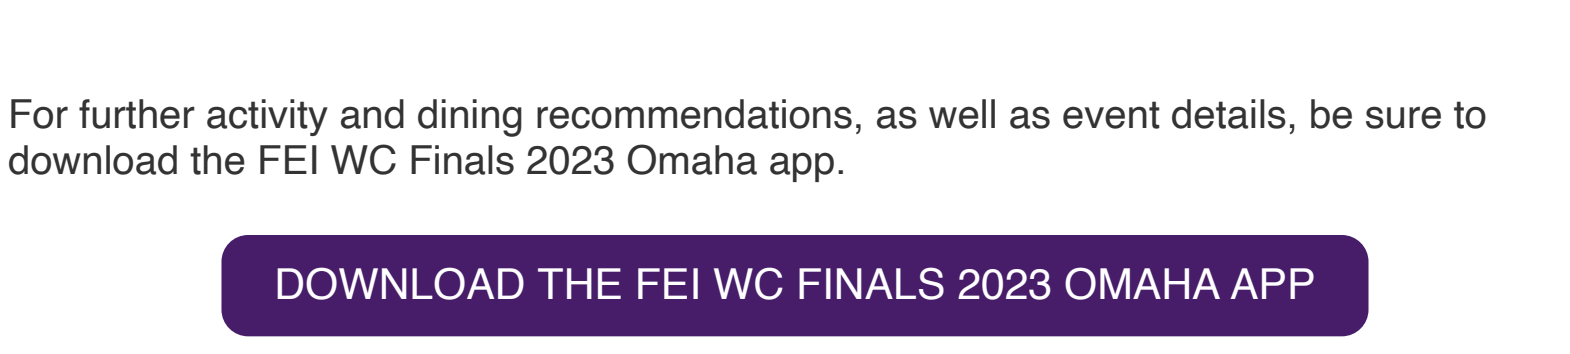 For further activity and dining recommendations, as well as event details, be sure to
download the FEI WC Finals 2023 Omaha app.
DOWNLOAD THE FEI WC FINALS 2023 OMAHA APP